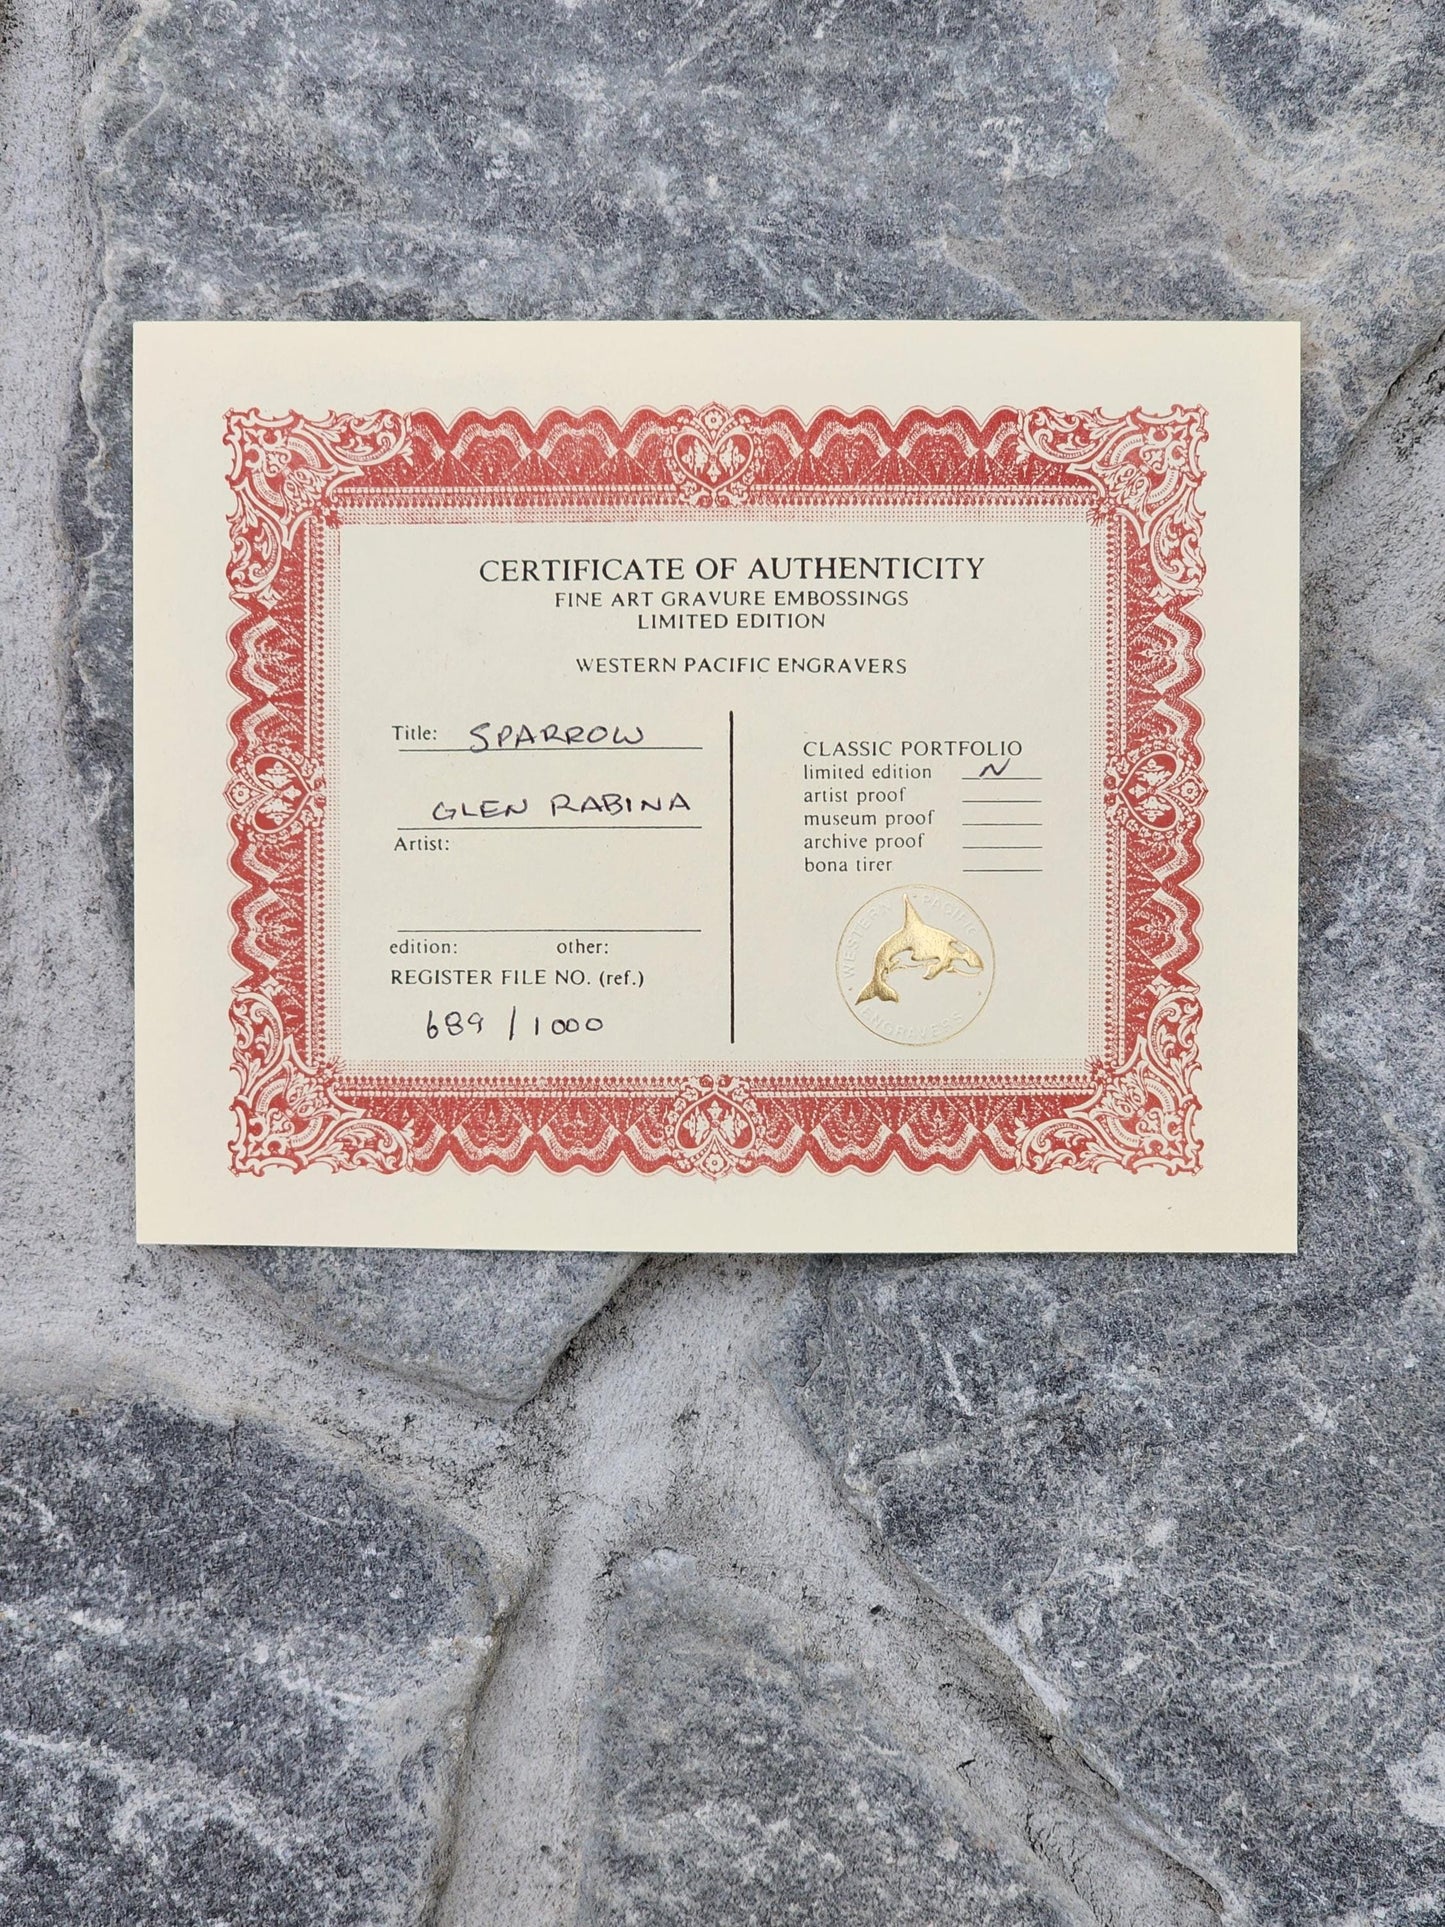 CERTIFICATE OF AUTHENTICITY
FINE ART GRAVURE EMBOSSINGS
LIMITED EDITION
WESTERN PACIFIC ENGRAVERS
Title: SPARROW
GLEN RABINA
Artist:
edition: other:
REGISTER FILE NO. (ref.)
689 / 1000
CLASSIC PORTFOLIO
limited edition
artist proof
museum proof
archive proof
bona tirer
WESTERN PACIFIC
ENGRAVERS